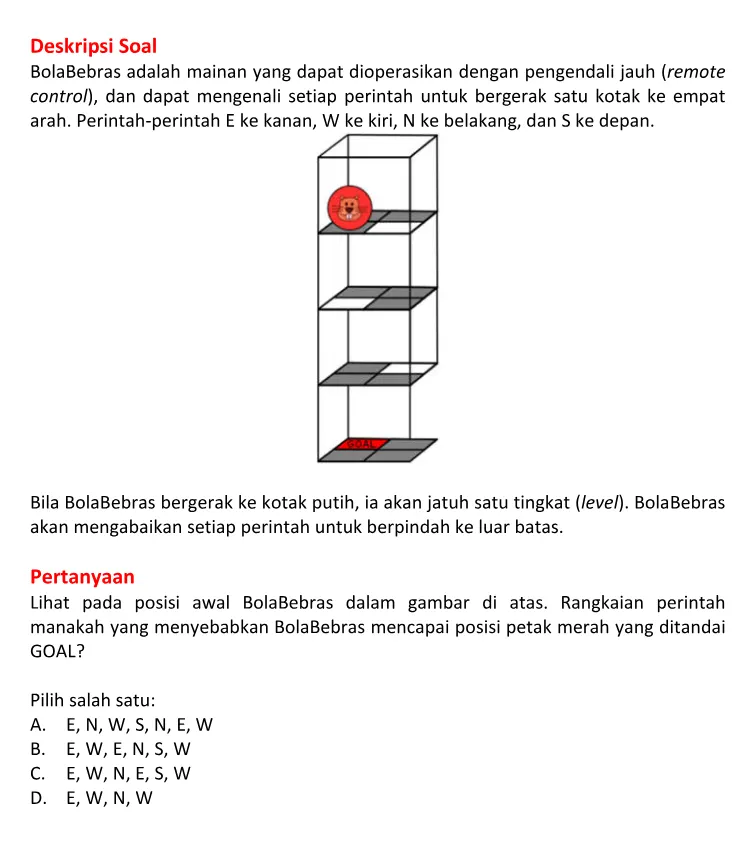 Deskripsi Soal
BolaBebras adalah mainan yang dapat dioperasikan dengan pengendali jauh (remote
control), dan dapat mengenali setiap perintah untuk bergerak satu kotak ke empat
arah. Perintah-perintah E ke kanan, W ke kiri, N ke belakang, dan S ke depan.
GOAL
Bila BolaBebras bergerak ke kotak putih, ia akan jatuh satu tingkat (level). BolaBebras
akan mengabaikan setiap perintah untuk berpindah ke luar batas.
Pertanyaan
Lihat pada posisi awal BolaBebras dalam gambar di atas. Rangkaian perintah
manakah yang menyebabkan BolaBebras mencapai posisi petak merah yang ditandai
GOAL?
Pilih salah satu:
A. E, N, W, S, N, E, W
B. E, W, E, N, S, W
C. E, W, N, E, S, W
D. E, W, N, W